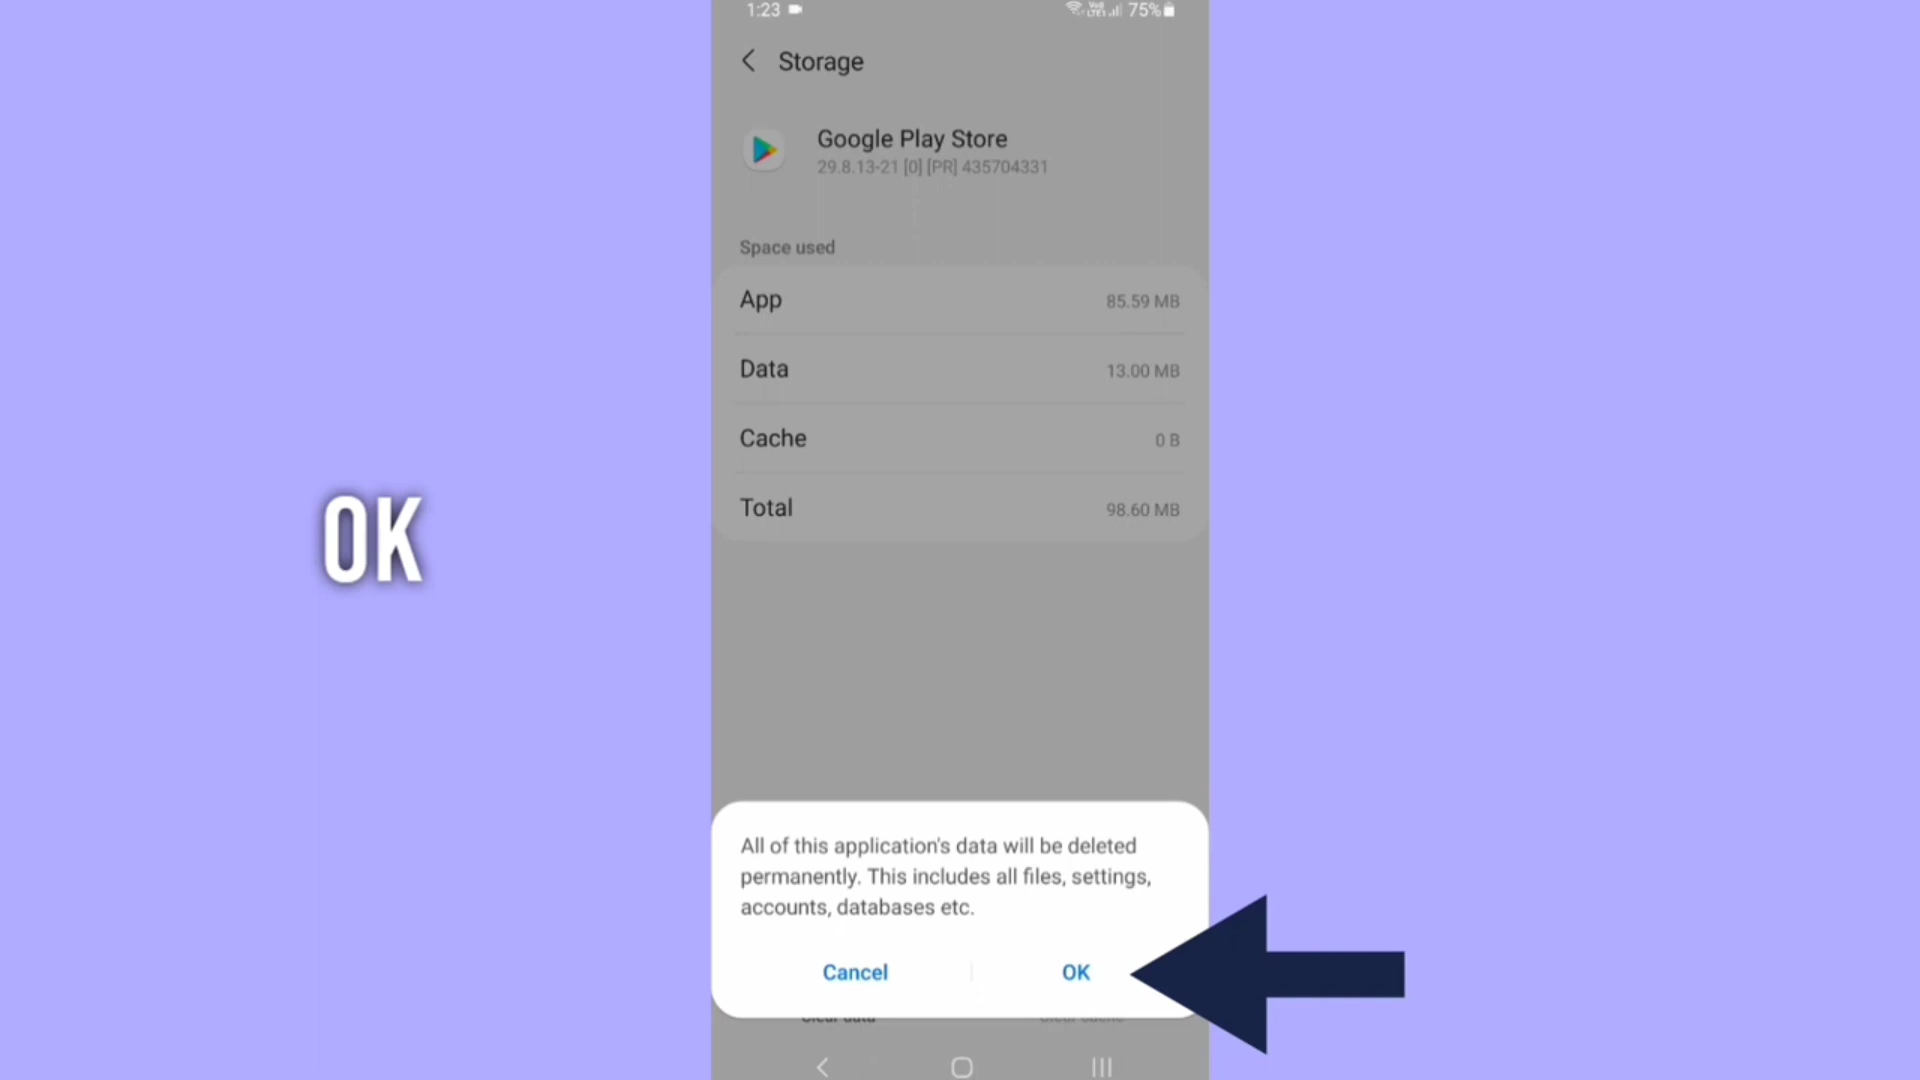 1:23
75%
Storage
Google Play Store
29.8.13-21 [0] [PR] 435704331
Space used
App 85.59 MB
Data 13.00 MB
Cache 0 B
Total 98.60 MB
OK
All of this application's data will be deleted
permanently. This includes all files, settings,
accounts, databases etc.
Cancel OK